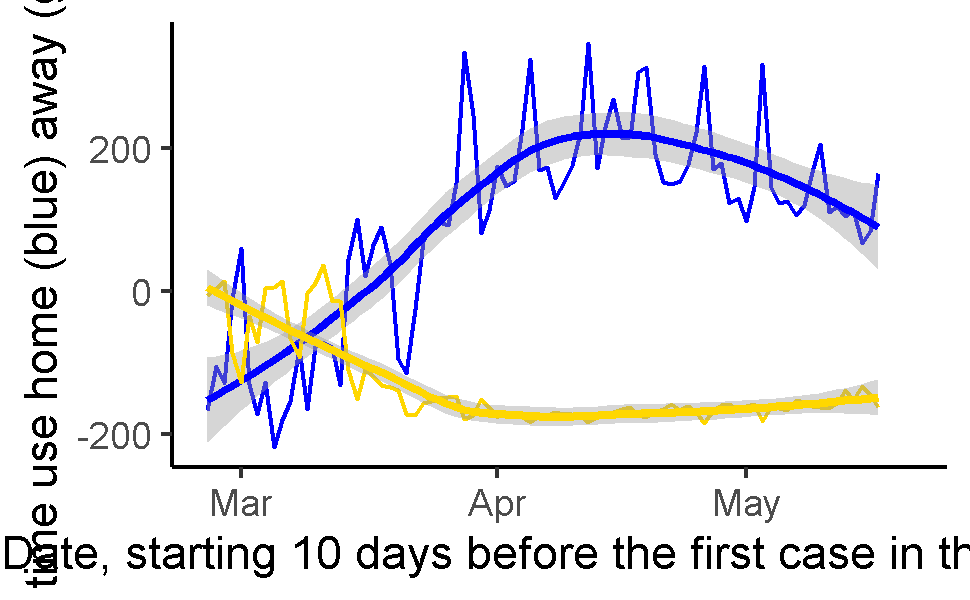 time use home (blue) away (
200
0
-200
Mar Apr May
Date, starting 10 days before the first case in th